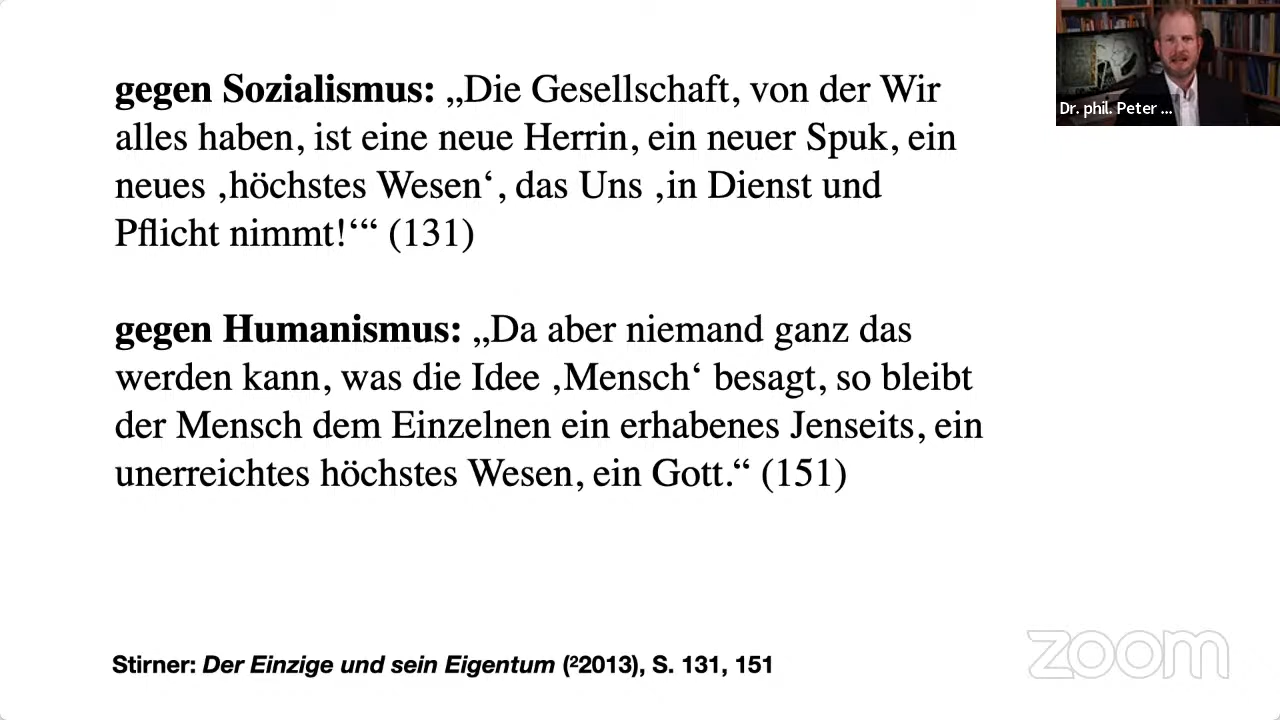 gegen Sozialismus: „Die Gesellschaft, von der Wir
alles haben, ist eine neue Herrin, ein neuer Spuk, ein
neues ‚höchstes Wesen‘, das Uns ‚in Dienst und
Pflicht nimmt!‘“ (131)
gegen Humanismus: „Da aber niemand ganz das
werden kann, was die Idee ‚Mensch‘ besagt, so bleibt
der Mensch dem Einzelnen ein erhabenes Jenseits, ein
unerreichtes höchstes Wesen, ein Gott.“ (151)
Stirner: Der Einzige und sein Eigentum (²2013), S. 131, 151
Dr. phil. Peter ...
zoom